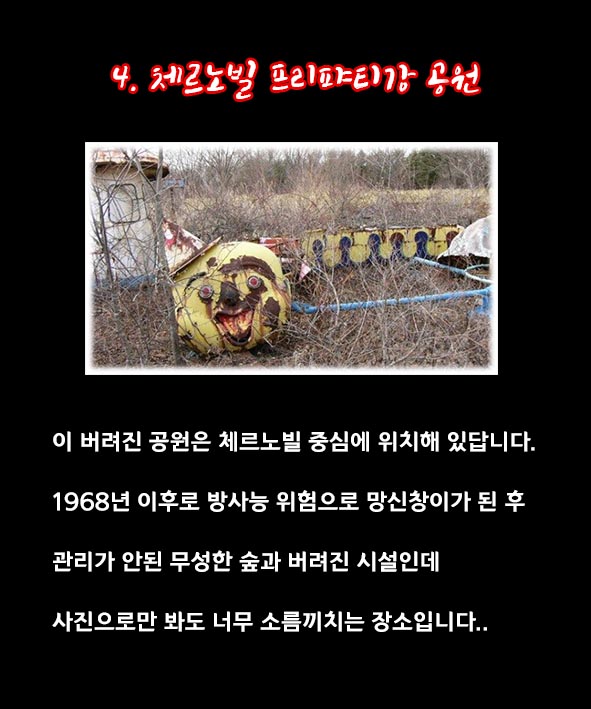 4. 체르노빌 프리퍄티강 공원
이 버려진 공원은 체르노빌 중심에 위치해 있답니다.
1968년 이후로 방사능 위험으로 망신창이가 된 후
관리가 안된 무성한 숲과 버려진 시설인데
사진으로만 봐도 너무 소름끼치는 장소입니다..